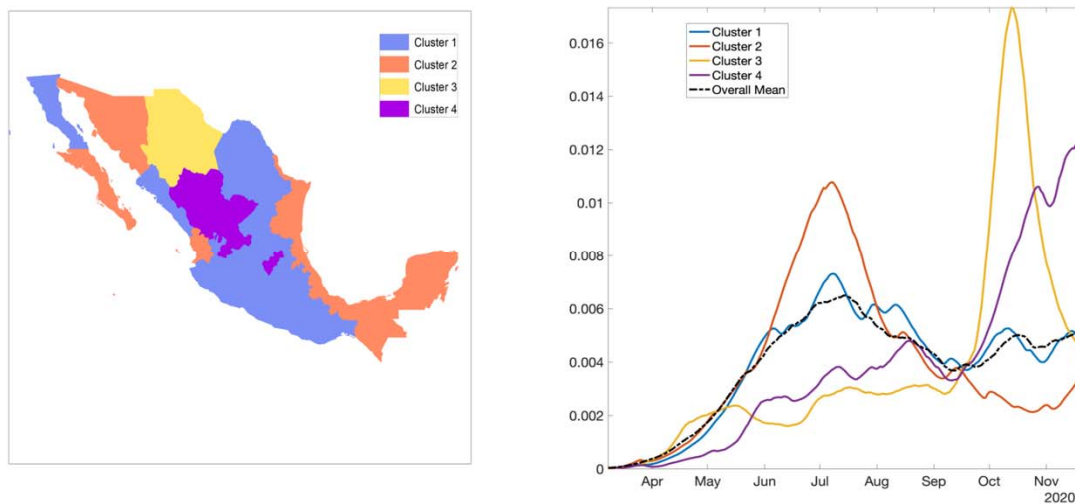 Cluster 1
Cluster 2
Cluster 3
Cluster 4
0.016
0.014
0.012
0.01
0.008
0.006
0.004
0.002
0
Cluster 1
Cluster 2
Cluster 3
Cluster 4
Overall Mean
Apr May Jun Jul Aug Sep Oct Nov
2020